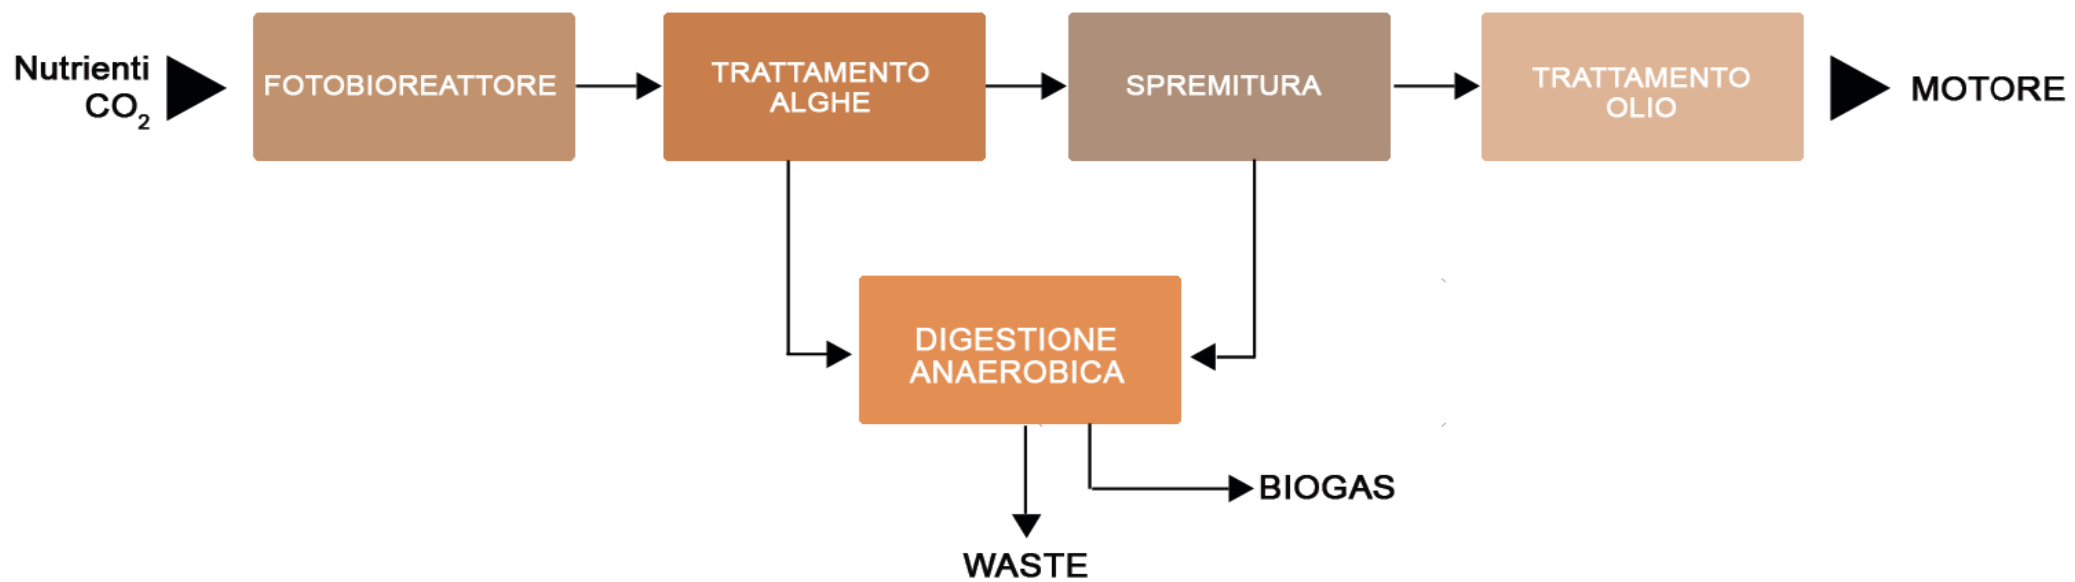 Nutrienti
CO₂
FOTOBIOREATTORE
TRATTAMENTO
ALGHE
SPREMITURA
TRATTAMENTO
OLIO
MOTORE
DIGESTIONE
ANAEROBICA
BIOGAS
WASTE